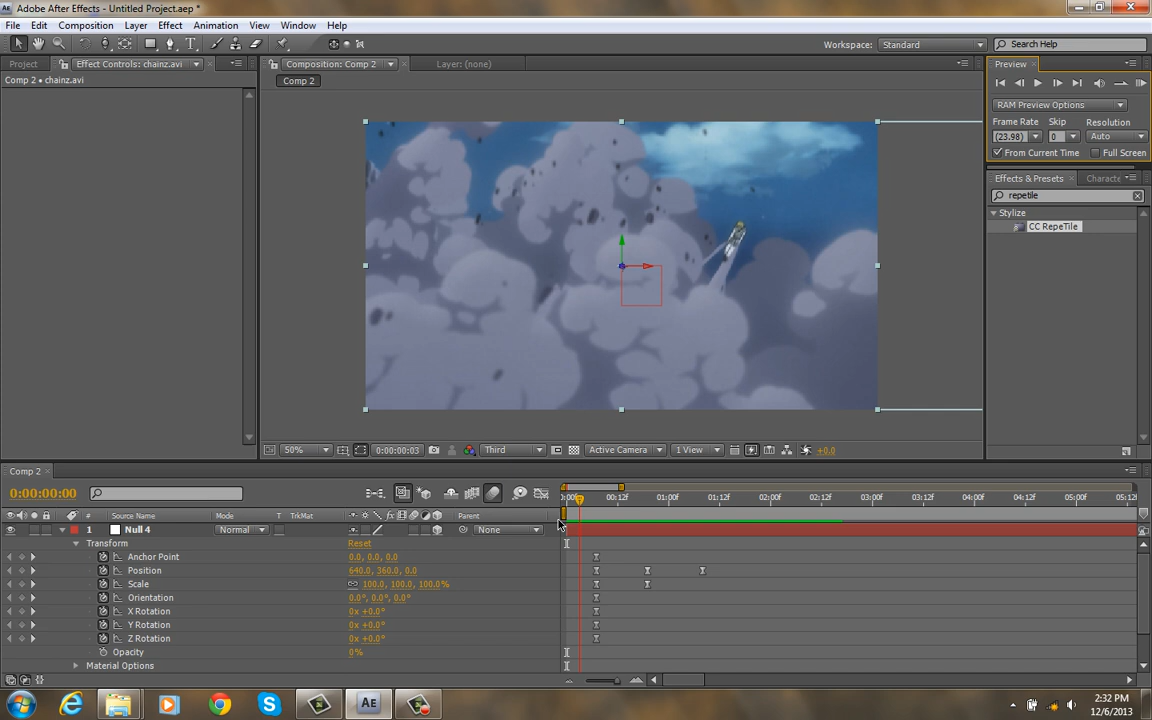 Adobe After Effects - Untitled Project.aep *
File Edit Composition Layer Effect Animation View Window Help
Workspace: Standard Search Help
Project Effect Controls: chainz.avi Composition: Comp 2 Layer: (none) Preview
Comp 2 • chainz.avi
Comp 2
RAM Preview Options
Frame Rate Skip Resolution
(23.98) 0 Auto
From Current Time Full Screen
Effects & Presets Characte
repetile
Stylize
CC RepeTile
50% 0:00:00:03 Third Active Camera 1 View +0.0
Comp 2
0:00:00:00
0:00f 00:12f 01:00f 01:12f 02:00f 02:12f 03:00f 03:12f 04:00f 04:12f 05:00f 05:12f
# Source Name Mode T TrkMat Parent
1 Null 4 Normal None
Transform Reset
Anchor Point 0.0, 0.0, 0.0
Position 640.0, 360.0, 0.0
Scale 100.0, 100.0, 100.0%
Orientation 0.0°, 0.0°, 0.0°
X Rotation 0x +0.0°
Y Rotation 0x +0.0°
Z Rotation 0x +0.0°
Opacity 0%
Material Options
2:32 PM
12/6/2013